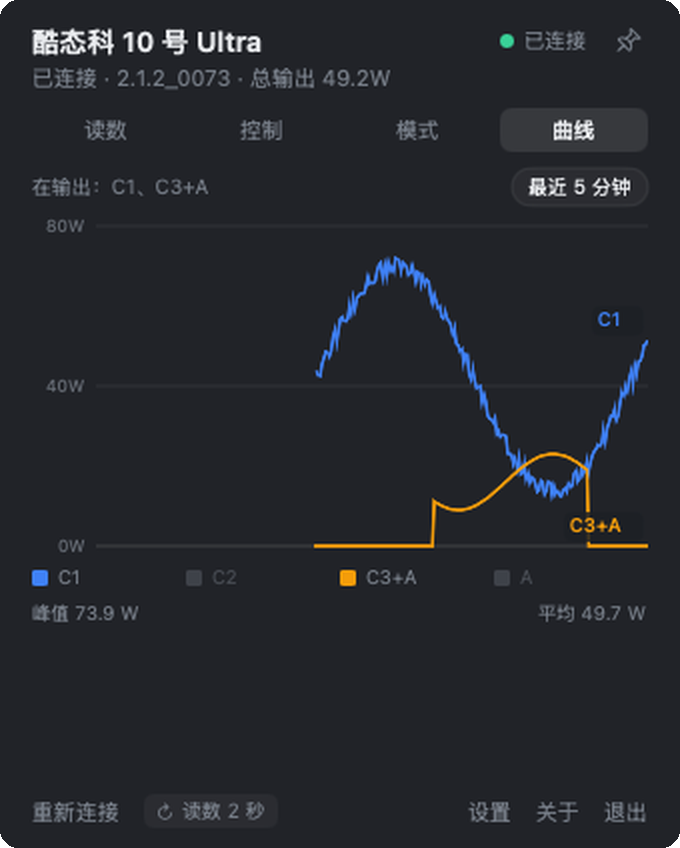 酷态科 10 号 Ultra
已连接
已连接 · 2.1.2_0073 · 总输出 49.2W
读数 控制 模式 曲线
在输出：C1、C3+A
最近 5 分钟
80W
C1
40W
C3+A
0W
C1 C2 C3+A A
峰值 73.9 W
平均 49.7 W
重新连接 读数 2 秒 设置 关于 退出